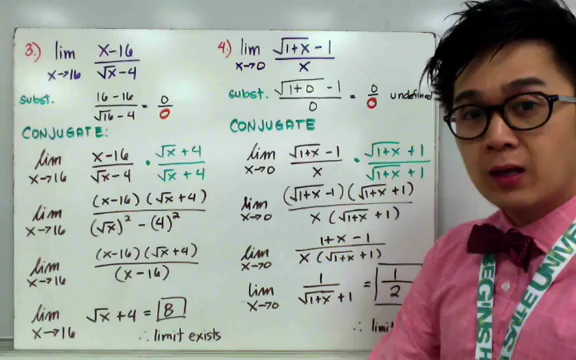 3.) lim x→16 x-16 / √x-4
subst. 16-16 / √16-4 = 0/0
CONJUGATE:
lim x→16 x-16 / √x-4 · √x+4 / √x+4
lim x→16 (x-16)(√x+4) / (√x)² - (4)²
lim x→16 (x-16)(√x+4) / (x-16)
lim x→16 √x+4 = 8
∴ limit exists
4.) lim x→0 √1+x - 1 / x
subst. √1+0 - 1 / 0 = 0/0 undefined
CONJUGATE
lim x→0 √1+x - 1 / x · √1+x + 1 / √1+x + 1
lim x→0 (√1+x - 1)(√1+x + 1) / x(√1+x + 1)
lim x→0 1+x-1 / x(√1+x + 1)
lim x→0 1 / √1+x + 1 = 1/2
∴ limi